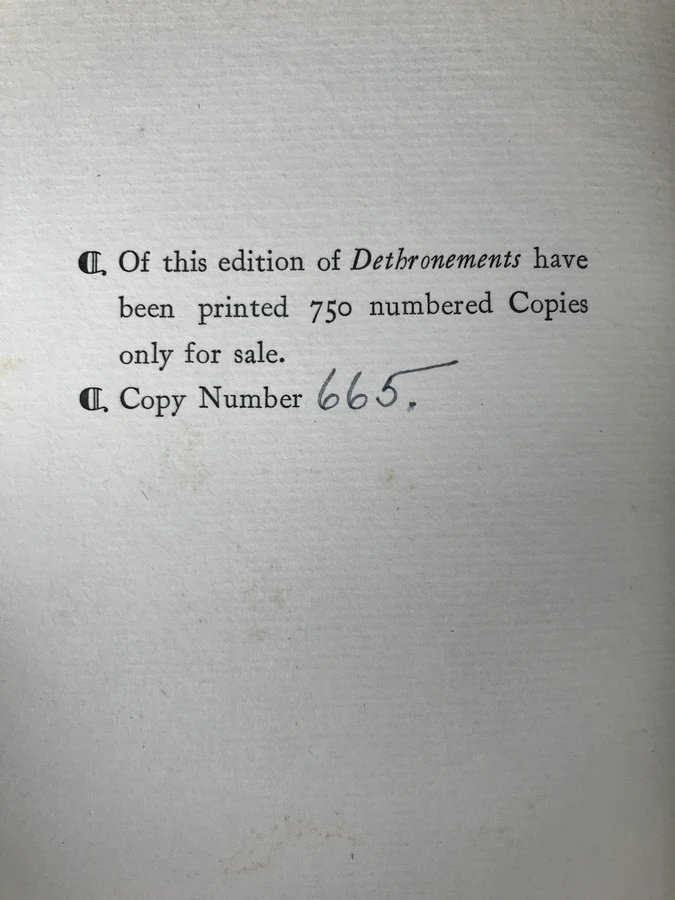 ¶ Of this edition of Dethronements have
been printed 750 numbered Copies
only for sale.
¶ Copy Number 665.